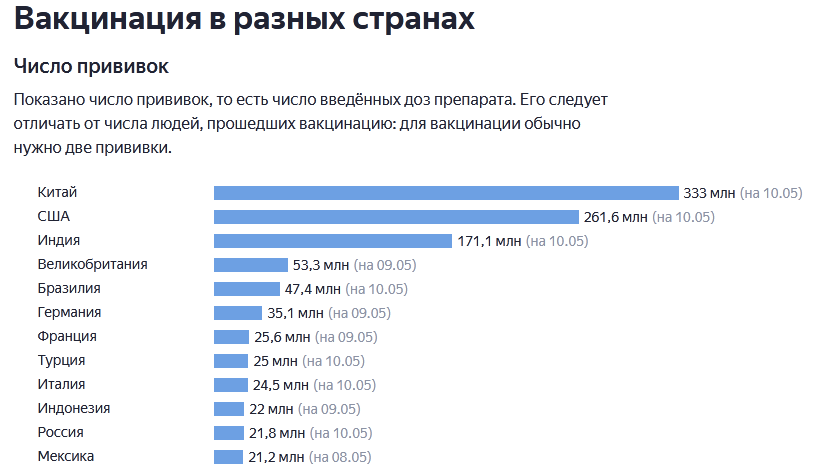 Вакцинация в разных странах
Число прививок
Показано число прививок, то есть число введённых доз препарата. Его следует
отличать от числа людей, прошедших вакцинацию: для вакцинации обычно
нужно две прививки.
Китай 333 млн (на 10.05)
США 261,6 млн (на 10.05)
Индия 171,1 млн (на 10.05)
Великобритания 53,3 млн (на 09.05)
Бразилия 47,4 млн (на 10.05)
Германия 35,1 млн (на 09.05)
Франция 25,6 млн (на 09.05)
Турция 25 млн (на 10.05)
Италия 24,5 млн (на 10.05)
Индонезия 22 млн (на 09.05)
Россия 21,8 млн (на 10.05)
Мексика 21,2 млн (на 08.05)